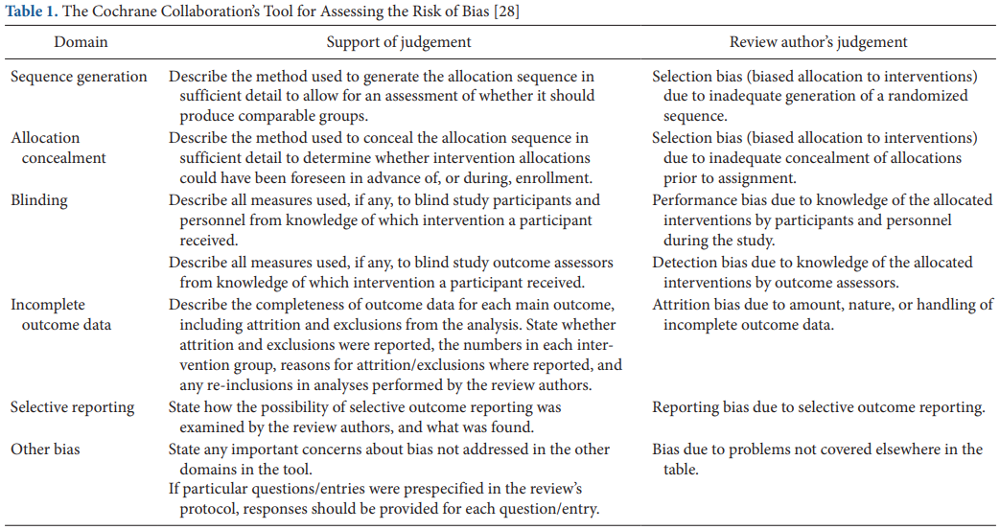 Table 1. The Cochrane Collaboration's Tool for Assessing the Risk of Bias [28]
Domain Support of judgement Review author's judgement
Sequence generation Describe the method used to generate the allocation sequence in Selection bias (biased allocation to interventions)
sufficient detail to allow for an assessment of whether it should due to inadequate generation of a randomized
produce comparable groups. sequence.
Allocation Describe the method used to conceal the allocation sequence in Selection bias (biased allocation to interventions)
concealment sufficient detail to determine whether intervention allocations due to inadequate concealment of allocations
could have been foreseen in advance of, or during, enrollment. prior to assignment.
Blinding Describe all measures used, if any, to blind study participants and Performance bias due to knowledge of the allocated
personnel from knowledge of which intervention a participant interventions by participants and personnel
received. during the study.
Describe all measures used, if any, to blind study outcome assessors Detection bias due to knowledge of the allocated
from knowledge of which intervention a participant received. interventions by outcome assessors.
Incomplete Describe the completeness of outcome data for each main outcome, Attrition bias due to amount, nature, or handling of
outcome data including attrition and exclusions from the analysis. State whether incomplete outcome data.
attrition and exclusions were reported, the numbers in each inter-
vention group, reasons for attrition/exclusions where reported, and
any re-inclusions in analyses performed by the review authors.
Selective reporting State how the possibility of selective outcome reporting was Reporting bias due to selective outcome reporting.
examined by the review authors, and what was found.
Other bias State any important concerns about bias not addressed in the other Bias due to problems not covered elsewhere in the
domains in the tool. table.
If particular questions/entries were prespecified in the review's
protocol, responses should be provided for each question/entry.